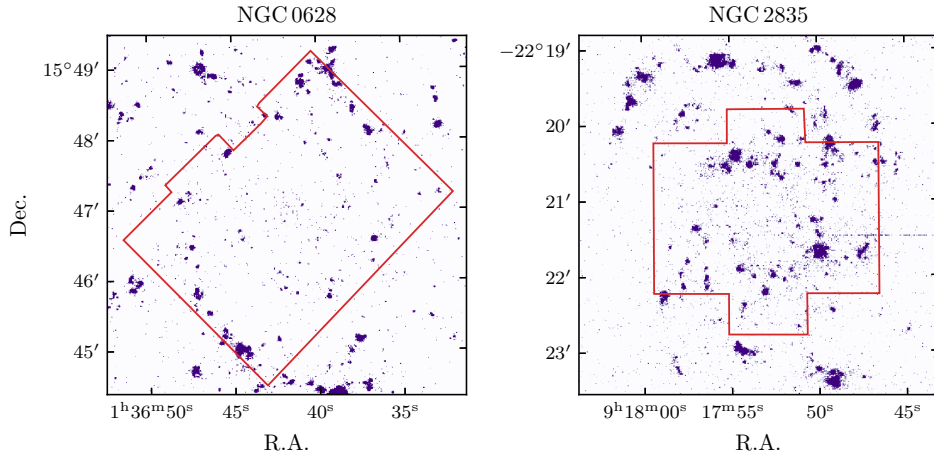 NGC 0628
NGC 2835
Dec.
15°49′
48′
47′
46′
45′
1ʰ36ᵐ50ˢ
45ˢ
40ˢ
35ˢ
R.A.
−22°19′
20′
21′
22′
23′
9ʰ18ᵐ00ˢ
17ᵐ55ˢ
50ˢ
45ˢ
R.A.